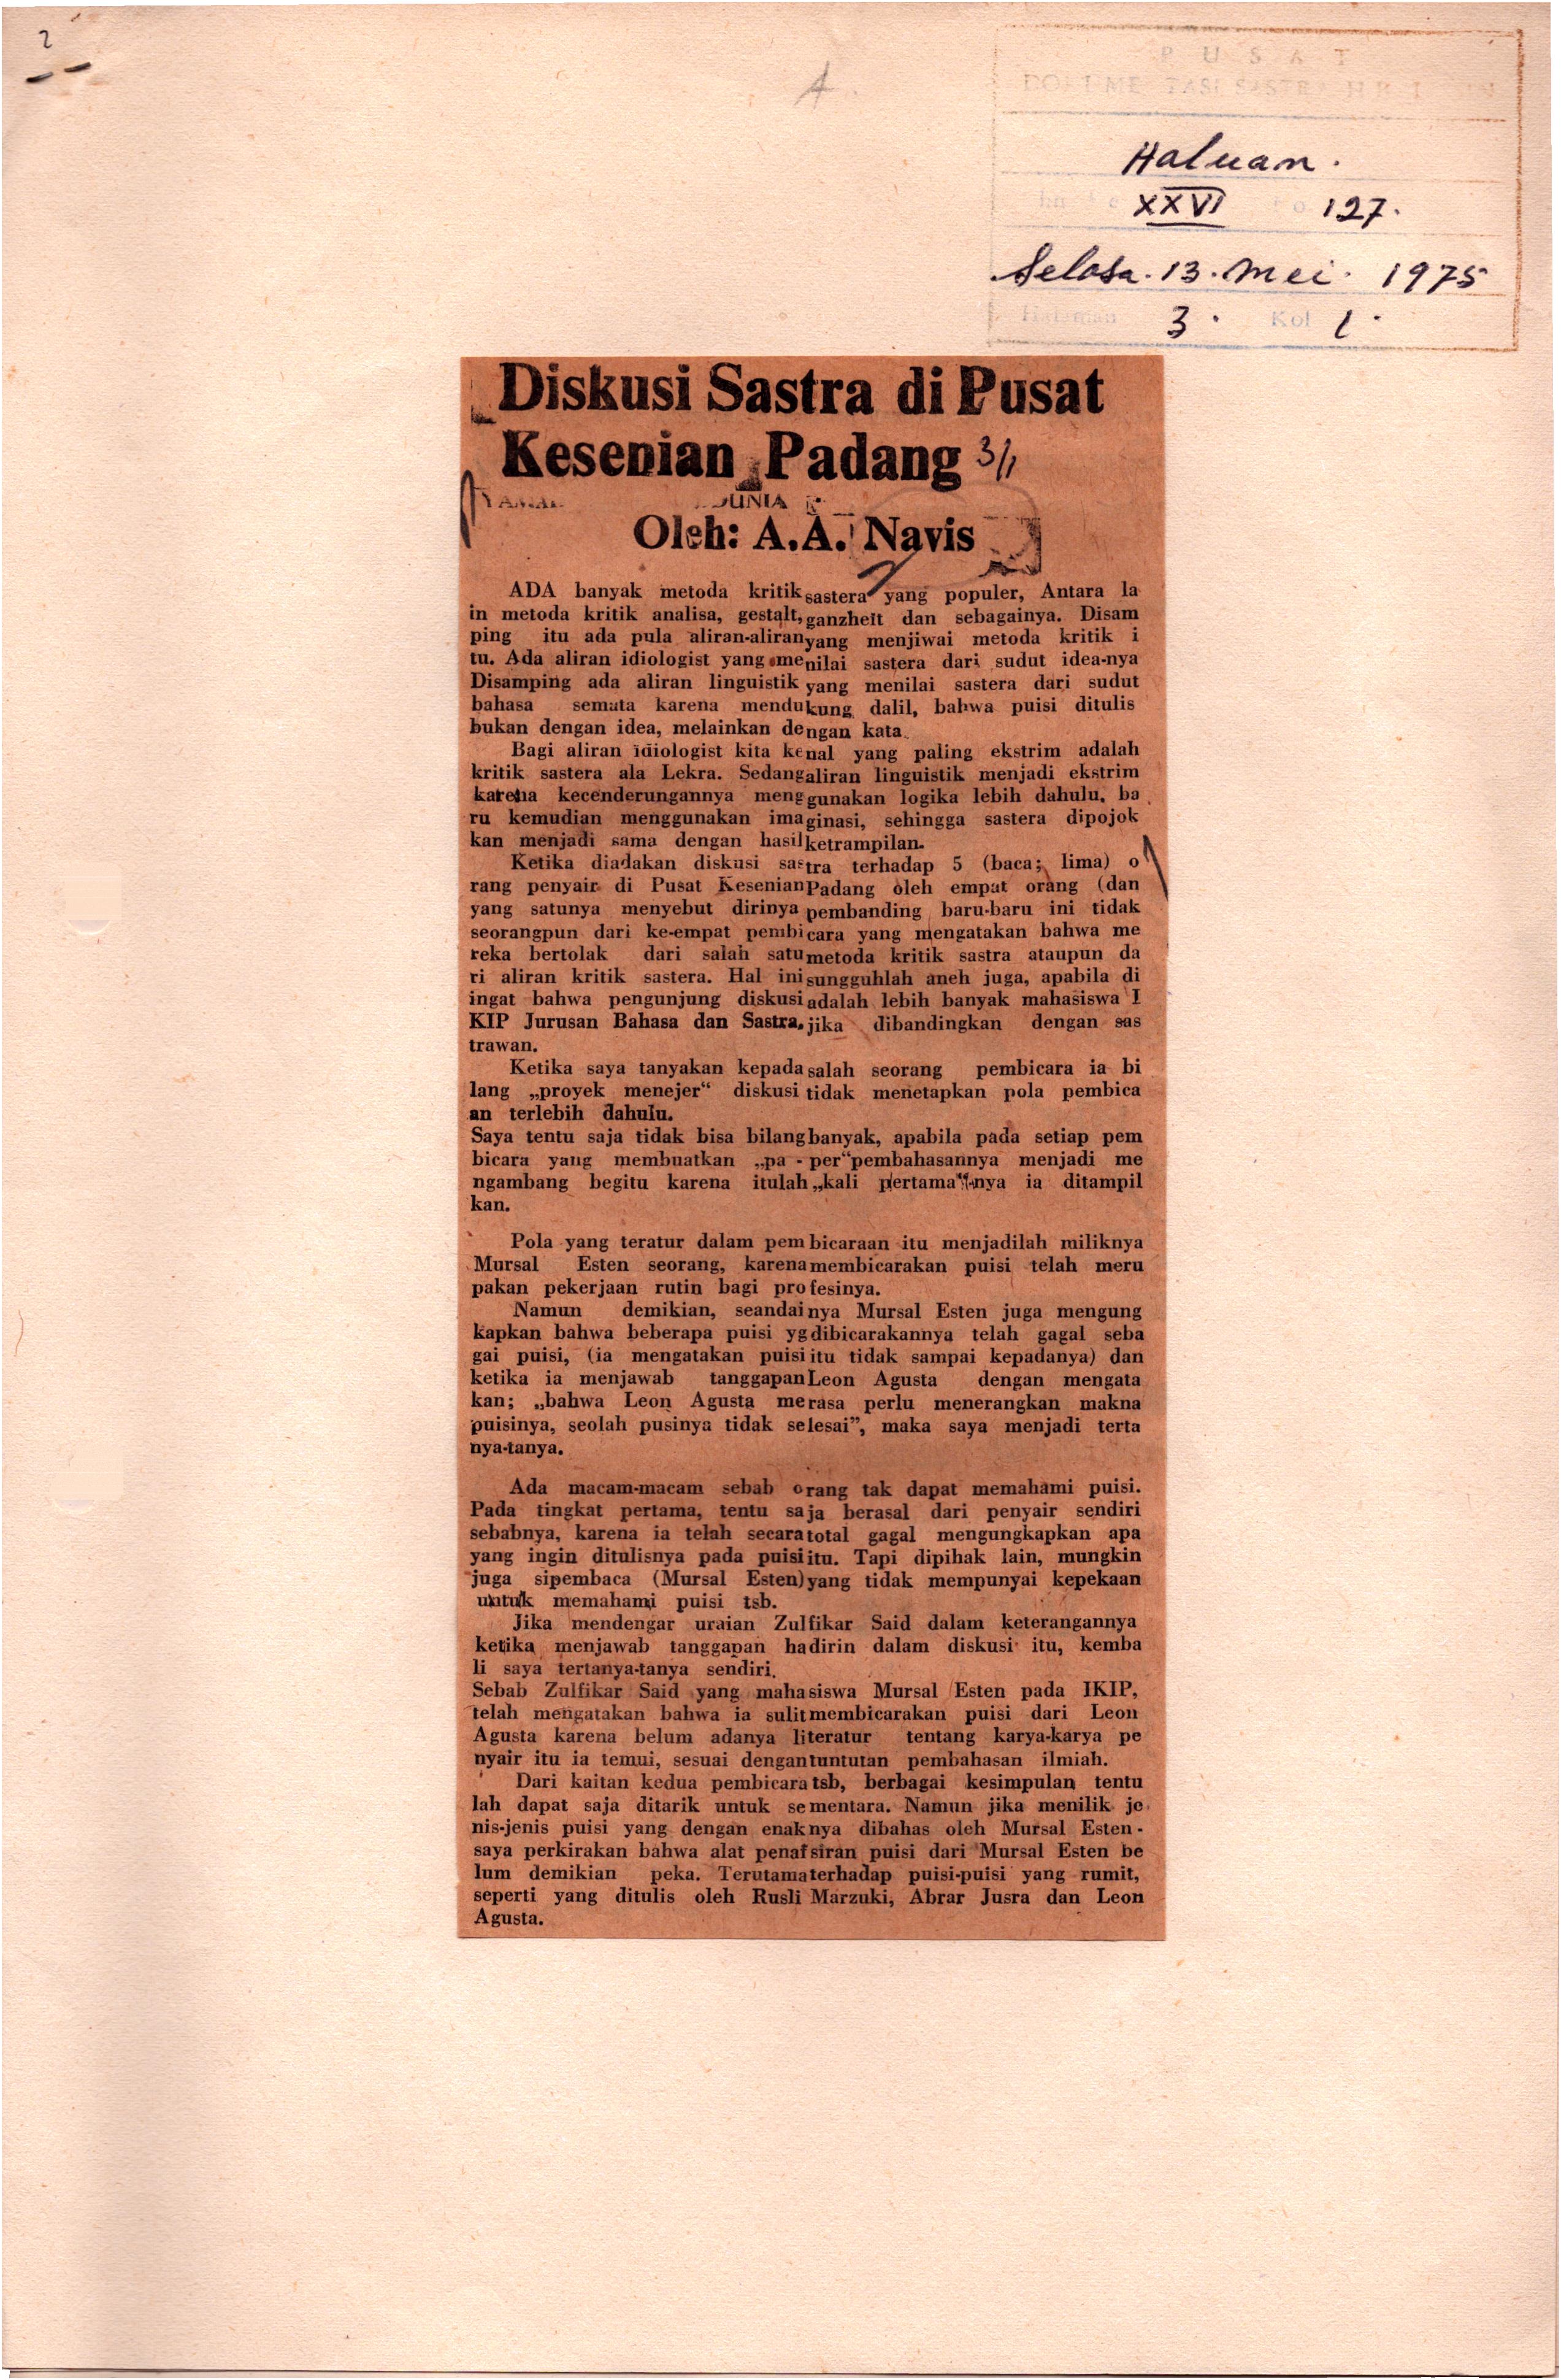 2
A
P U S A T
Haluan.
XXVI 127.
Selasa. 13. Mei. 1975
Halaman 3. Kol 1.
Diskusi Sastra di Pusat
Kesenian Padang 3/1
DUNIA
Oleh: A.A. Navis
ADA banyak metoda kritik sastera yang populer, Antara la
in metoda kritik analisa, gestalt, ganzheit dan sebagainya. Disam
ping itu ada pula aliran-aliran yang menjiwai metoda kritik i
tu. Ada aliran idiologist yang menilai sastera dari sudut idea-nya
Disamping ada aliran linguistik yang menilai sastera dari sudut
bahasa semata karena mendukung dalil, bahwa puisi ditulis
bukan dengan idea, melainkan dengan kata.
Bagi aliran idiologist kita kenal yang paling ekstrim adalah
kritik sastera ala Lekra. Sedang aliran linguistik menjadi ekstrim
karena kecenderungannya menggunakan logika lebih dahulu, ba
ru kemudian menggunakan imaginasi, sehingga sastera dipojok
kan menjadi sama dengan hasil ketrampilan.
Ketika diadakan diskusi sastra terhadap 5 (baca; lima) o
rang penyair di Pusat Kesenian Padang oleh empat orang (dan
yang satunya menyebut dirinya pembanding baru-baru ini tidak
seorangpun dari ke-empat pembicara yang mengatakan bahwa me
reka bertolak dari salah satu metoda kritik sastra ataupun da
ri aliran kritik sastera. Hal ini sungguhlah aneh juga, apabila di
ingat bahwa pengunjung diskusi adalah lebih banyak mahasiswa I
KIP Jurusan Bahasa dan Sastra, jika dibandingkan dengan sas
trawan.
Ketika saya tanyakan kepada salah seorang pembicara ia bi
lang „proyek menejer“ diskusi tidak menetapkan pola pembica
an terlebih dahulu.
Saya tentu saja tidak bisa bilang banyak, apabila pada setiap pem
bicara yang membuatkan „pa - per“ pembahasannya menjadi me
ngambang begitu karena itulah „kali pertama“-nya ia ditampil
kan.
Pola yang teratur dalam pembicaraan itu menjadilah miliknya
Mursal Esten seorang, karena membicarakan puisi telah meru
pakan pekerjaan rutin bagi profesinya.
Namun demikian, seandainya Mursal Esten juga mengung
kapkan bahwa beberapa puisi yg dibicarakannya telah gagal seba
gai puisi, (ia mengatakan puisi itu tidak sampai kepadanya) dan
ketika ia menjawab tanggapan Leon Agusta dengan mengata
kan; „bahwa Leon Agusta merasa perlu menerangkan makna
puisinya, seolah pusinya tidak selesai”, maka saya menjadi terta
nya-tanya.
Ada macam-macam sebab orang tak dapat memahami puisi.
Pada tingkat pertama, tentu saja berasal dari penyair sendiri
sebabnya, karena ia telah secara total gagal mengungkapkan apa
yang ingin ditulisnya pada puisi itu. Tapi dipihak lain, mungkin
juga sipembaca (Mursal Esten) yang tidak mempunyai kepekaan
untuk memahami puisi tsb.
Jika mendengar uraian Zulfikar Said dalam keterangannya
ketika menjawab tanggapan hadirin dalam diskusi itu, kemba
li saya tertanya-tanya sendiri.
Sebab Zulfikar Said yang mahasiswa Mursal Esten pada IKIP,
telah mengatakan bahwa ia sulit membicarakan puisi dari Leon
Agusta karena belum adanya literatur tentang karya-karya pe
nyair itu ia temui, sesuai dengan tuntutan pembahasan ilmiah.
Dari kaitan kedua pembicara tsb, berbagai kesimpulan tentu
lah dapat saja ditarik untuk sementara. Namun jika menilik je
nis-jenis puisi yang dengan enaknya dibahas oleh Mursal Esten-
saya perkirakan bahwa alat penafsiran puisi dari Mursal Esten be
lum demikian peka. Terutama terhadap puisi-puisi yang rumit,
seperti yang ditulis oleh Rusli Marzuki, Abrar Jusra dan Leon
Agusta.